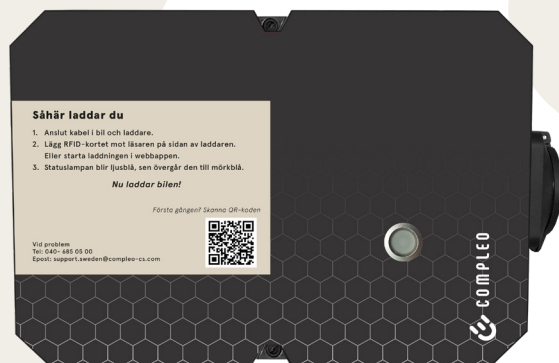 Såhär laddar du
1. Anslut kabel i bil och laddare.
2. Lägg RFID-kortet mot läsaren på sidan av laddaren.
Eller starta laddningen i webbappen.
3. Statuslampan blir ljusblå, sen övergår den till mörkblå.
Nu laddar bilen!
Första gången? Skanna QR-koden
Vid problem
Tel: 040- 685 05 00
Epost: support.sweden@compleo-cs.com
COMPLEO